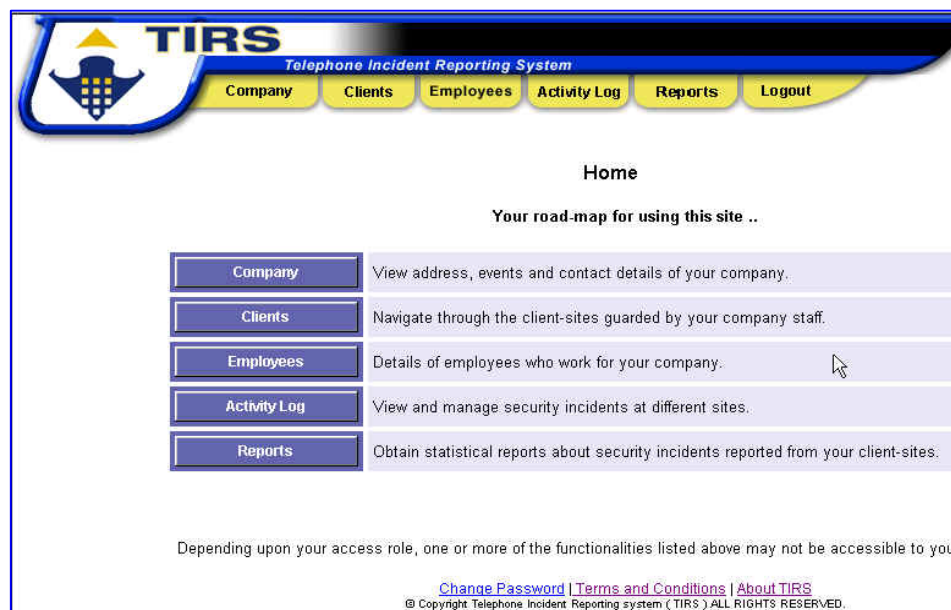 TIRS
Telephone Incident Reporting System
Company Clients Employees Activity Log Reports Logout
Home
Your road-map for using this site ..
Company View address, events and contact details of your company.
Clients Navigate through the client-sites guarded by your company staff.
Employees Details of employees who work for your company.
Activity Log View and manage security incidents at different sites.
Reports Obtain statistical reports about security incidents reported from your client-sites.
Depending upon your access role, one or more of the functionalities listed above may not be accessible to you
Change Password | Terms and Conditions | About TIRS
© Copyright Telephone Incident Reporting system ( TIRS ) ALL RIGHTS RESERVED.